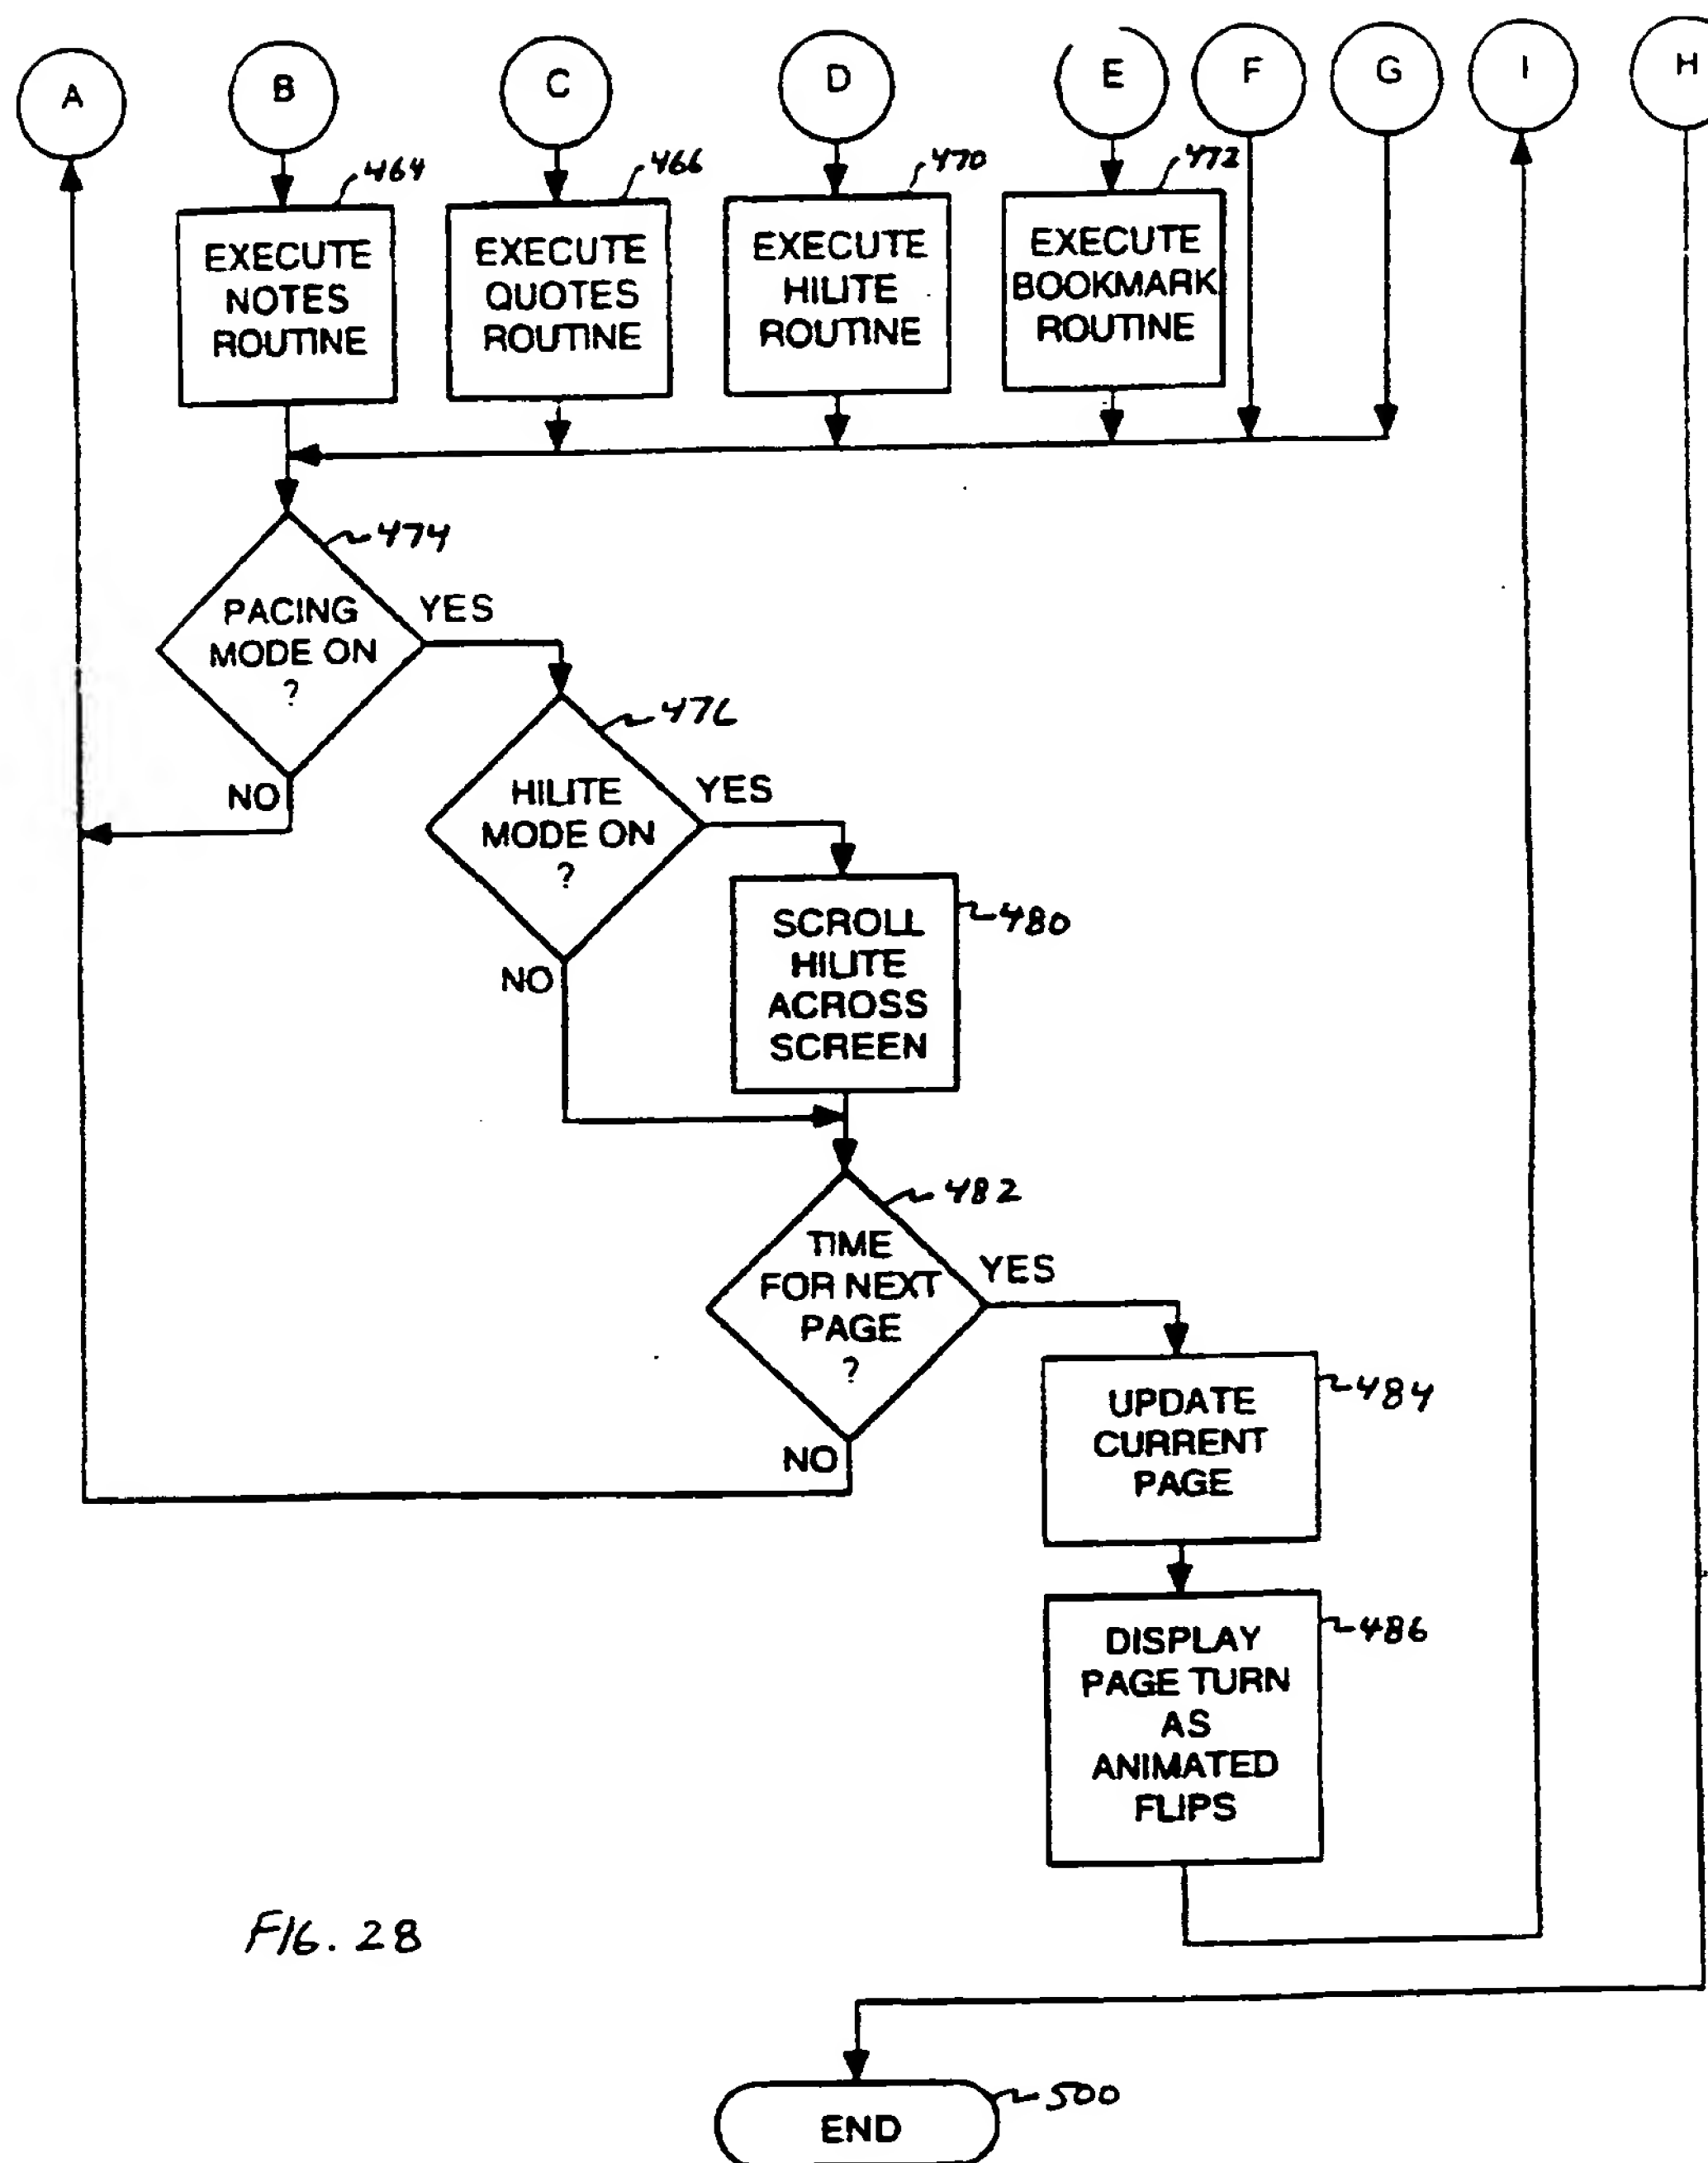 A
B
C
D
E
F
G
I
H
464
466
470
472
EXECUTE
NOTES
ROUTINE
EXECUTE
QUOTES
ROUTINE
EXECUTE
HILITE
ROUTINE
EXECUTE
BOOKMARK
ROUTINE
474
PACING
MODE ON
?
YES
NO
476
HILITE
MODE ON
?
YES
NO
480
SCROLL
HILITE
ACROSS
SCREEN
482
TIME
FOR NEXT
PAGE
?
YES
NO
484
UPDATE
CURRENT
PAGE
486
DISPLAY
PAGE TURN
AS
ANIMATED
FLIPS
FIG. 28
500
END